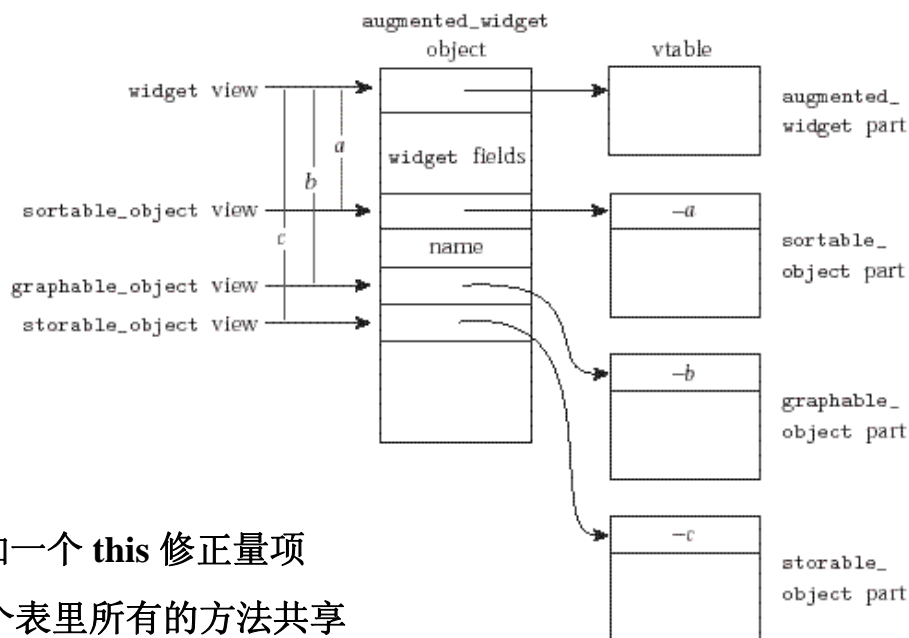 augmented_widget
object
vtable
widget view
augmented_
widget part
a
widget fields
b
sortable_object view
–a
sortable_
object part
c
name
graphable_object view
storable_object view
–b
graphable_
object part
–c
storable_
object part
一个 this 修正量项
表里所有的方法共享